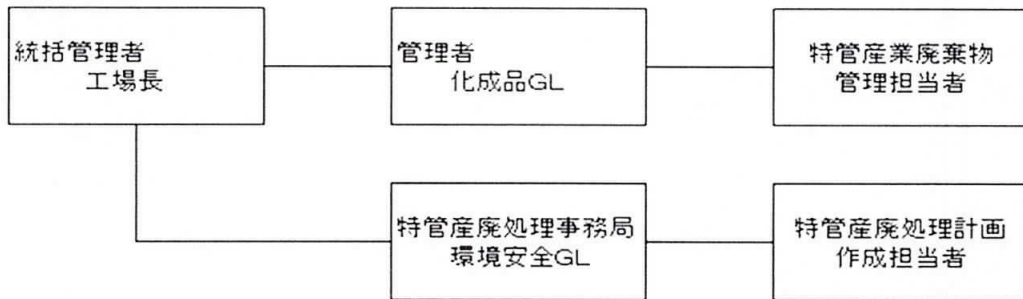 統括管理者
工場長
管理者
化成品GL
特管産業廃棄物
管理担当者
特管産廃処理事務局
環境安全GL
特管産廃処理計画
作成担当者